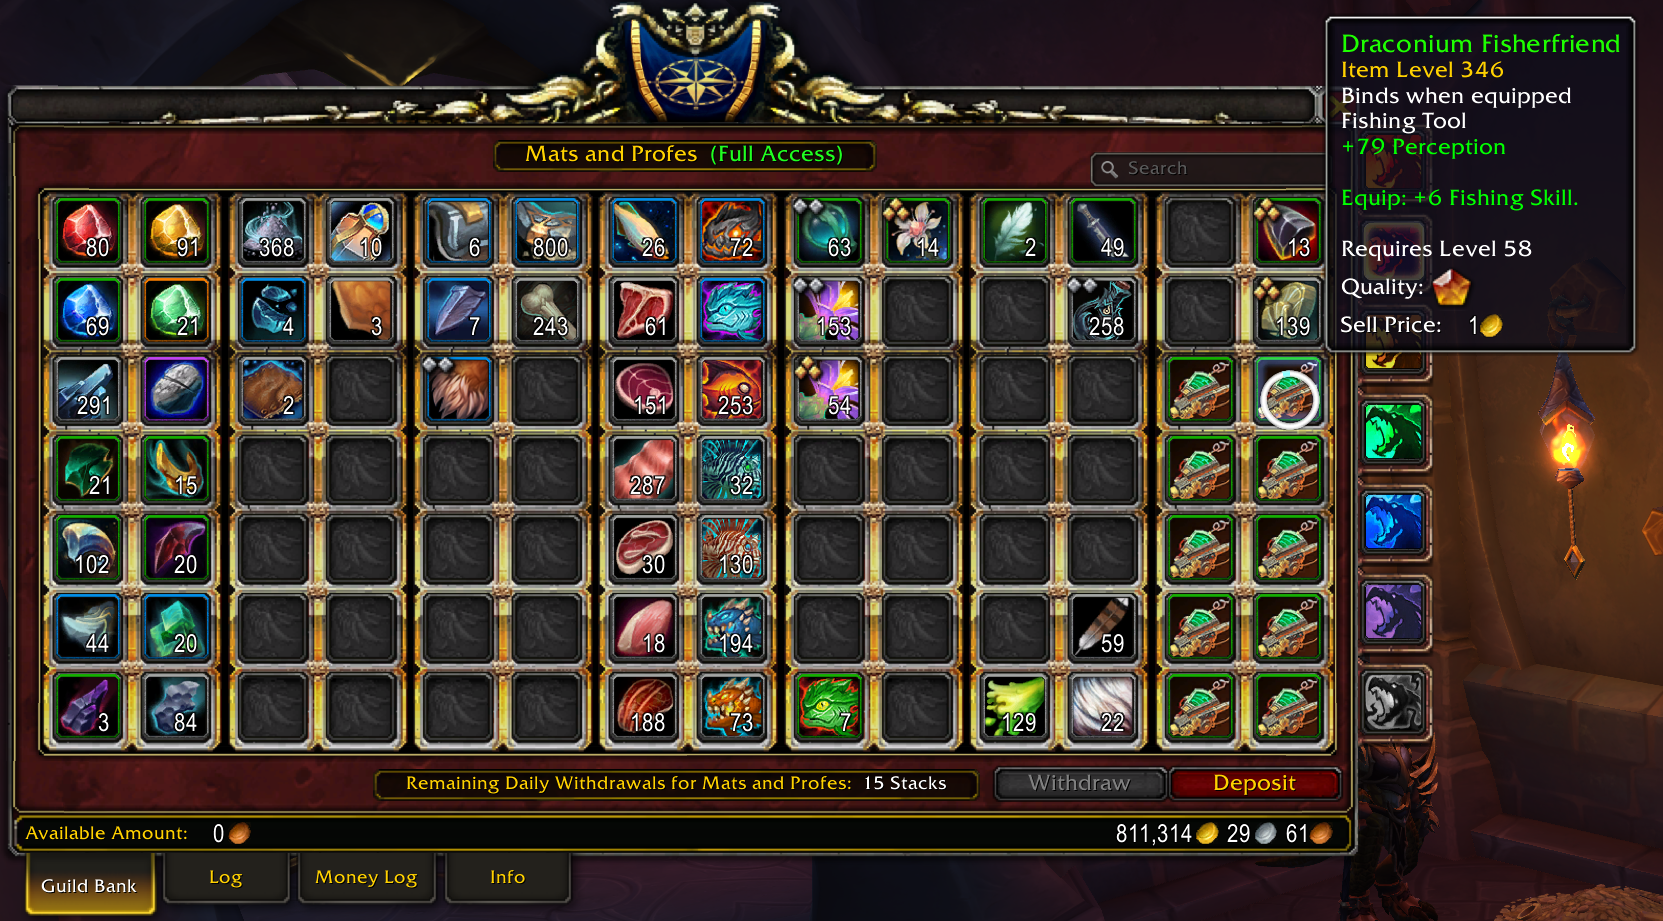 Draconium Fisherfriend
Item Level 346
Binds when equipped
Fishing Tool
+79 Perception
Equip: +6 Fishing Skill.
Requires Level 58
Quality:
Sell Price: 1
Mats and Profes (Full Access)
Search
80 91 368 10 6 800 26 72 63 14 2 49 13
69 21 4 3 7 243 61 153 258 139
291 2 151 253 54
21 15 287 32
102 20 30 130
44 20 18 194 59
3 84 188 73 7 129 22
Remaining Daily Withdrawals for Mats and Profes: 15 Stacks
Withdraw
Deposit
Available Amount: 0
811,314 29 61
Guild Bank
Log
Money Log
Info